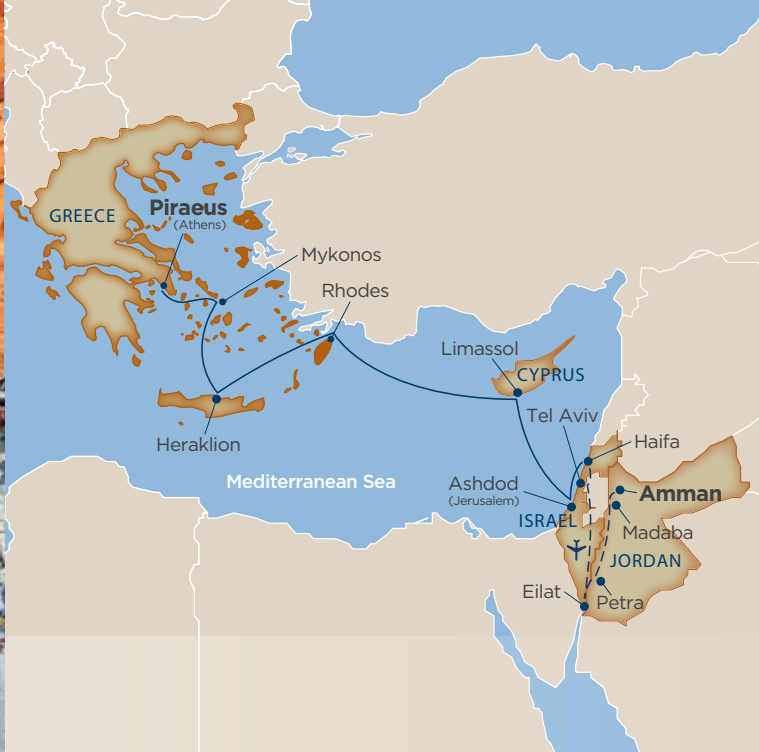 GREECE
Piraeus
(Athens)
Mykonos
Rhodes
Limassol
CYPRUS
Tel Aviv
Haifa
Heraklion
Mediterranean Sea
Ashdod
(Jerusalem)
Amman
ISRAEL
Madaba
JORDAN
Eilat
Petra